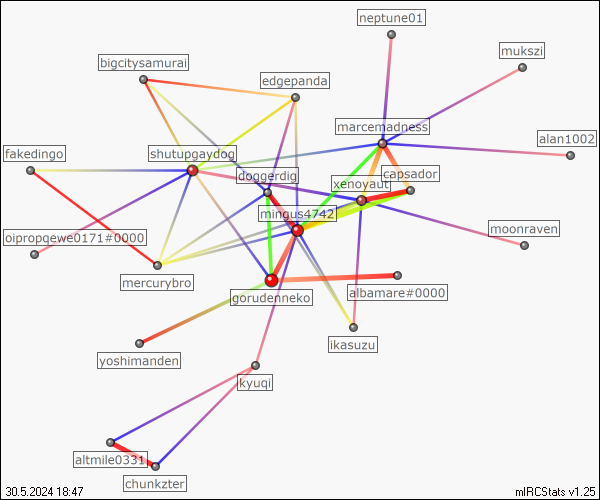 neptune01
mukszi
bigcitysamurai
edgepanda
marcemadness
alan1002
fakedingo
shutupgaydog
doggerdig
capsador
xenoyaut
mingus4742
oipropqewe0171#0000
moonraven
mercurybro
gorudenneko
albamare#0000
ikasuzu
yoshimanden
kyuqi
altmile0331
chunkzter
30.5.2024 18:47
mIRCStats v1.25